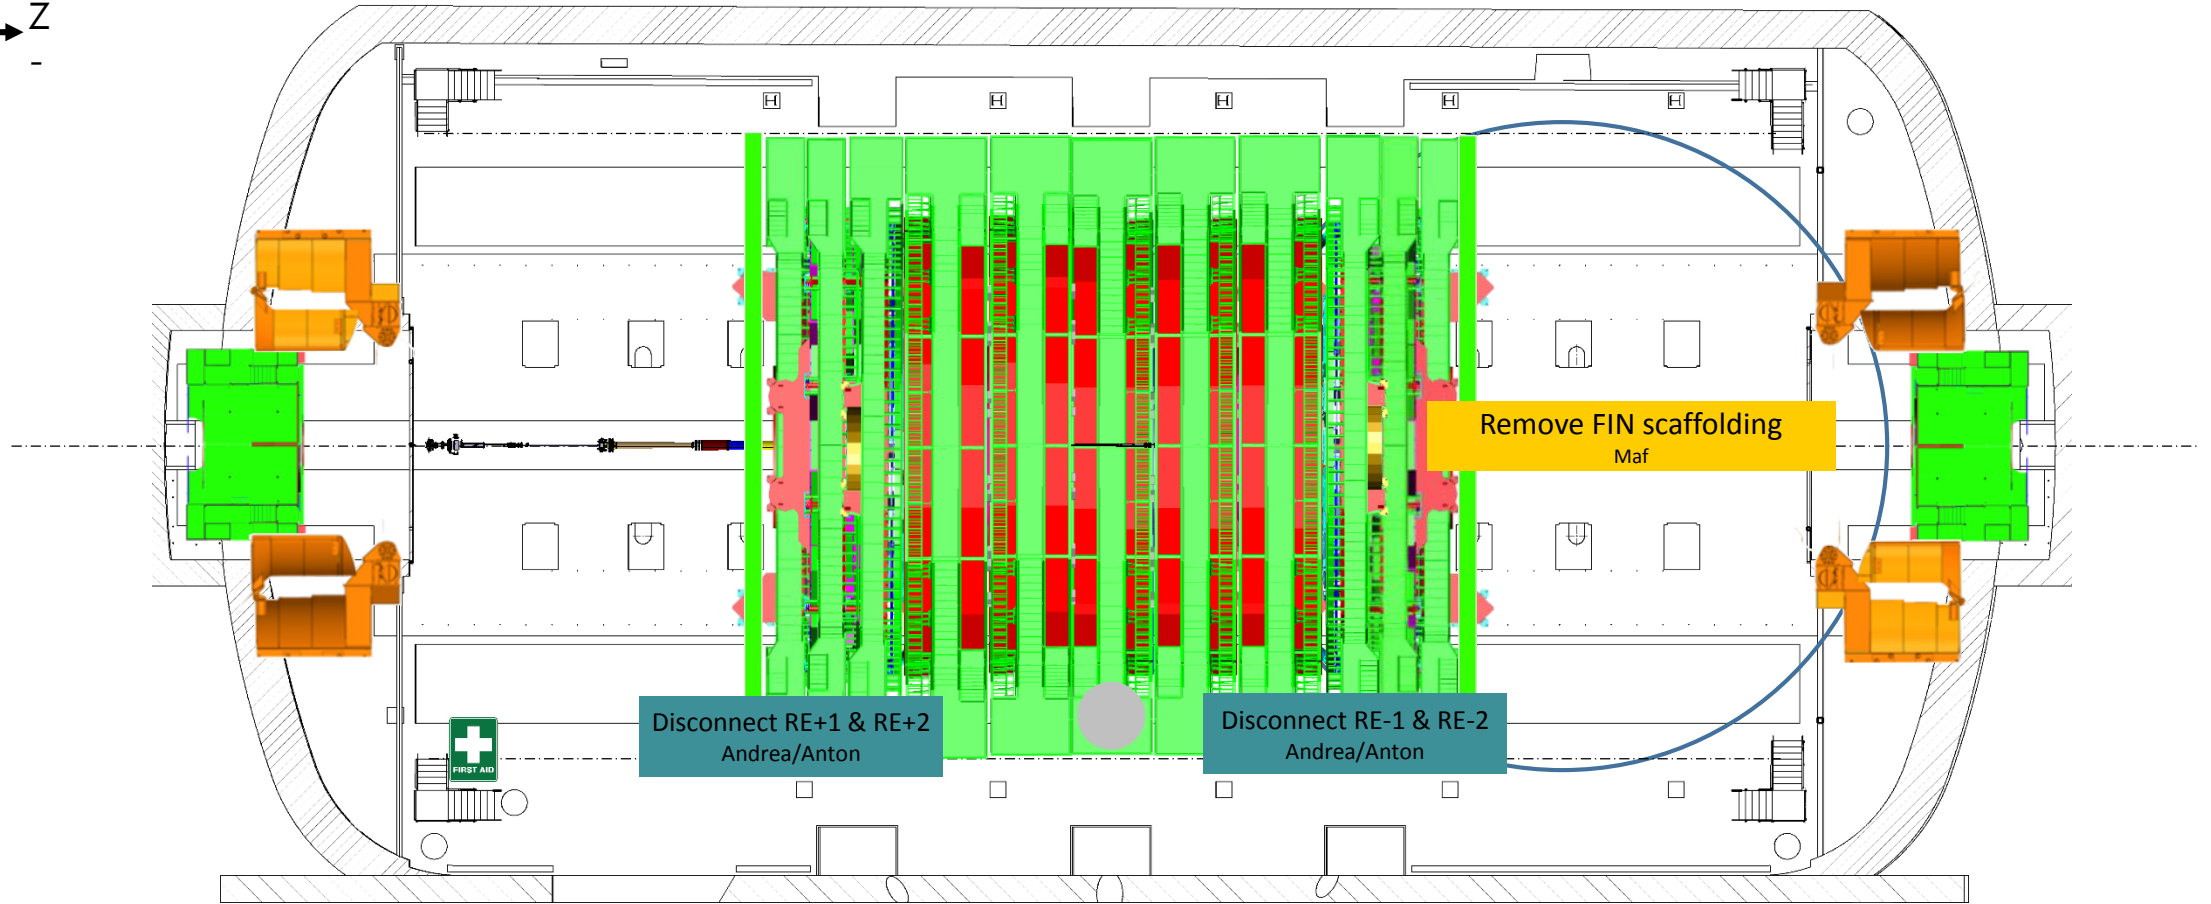 Z
-
H H H H H
Remove FIN scaffolding
Maf
Disconnect RE+1 & RE+2
Andrea/Anton
Disconnect RE-1 & RE-2
Andrea/Anton
FIRST AID